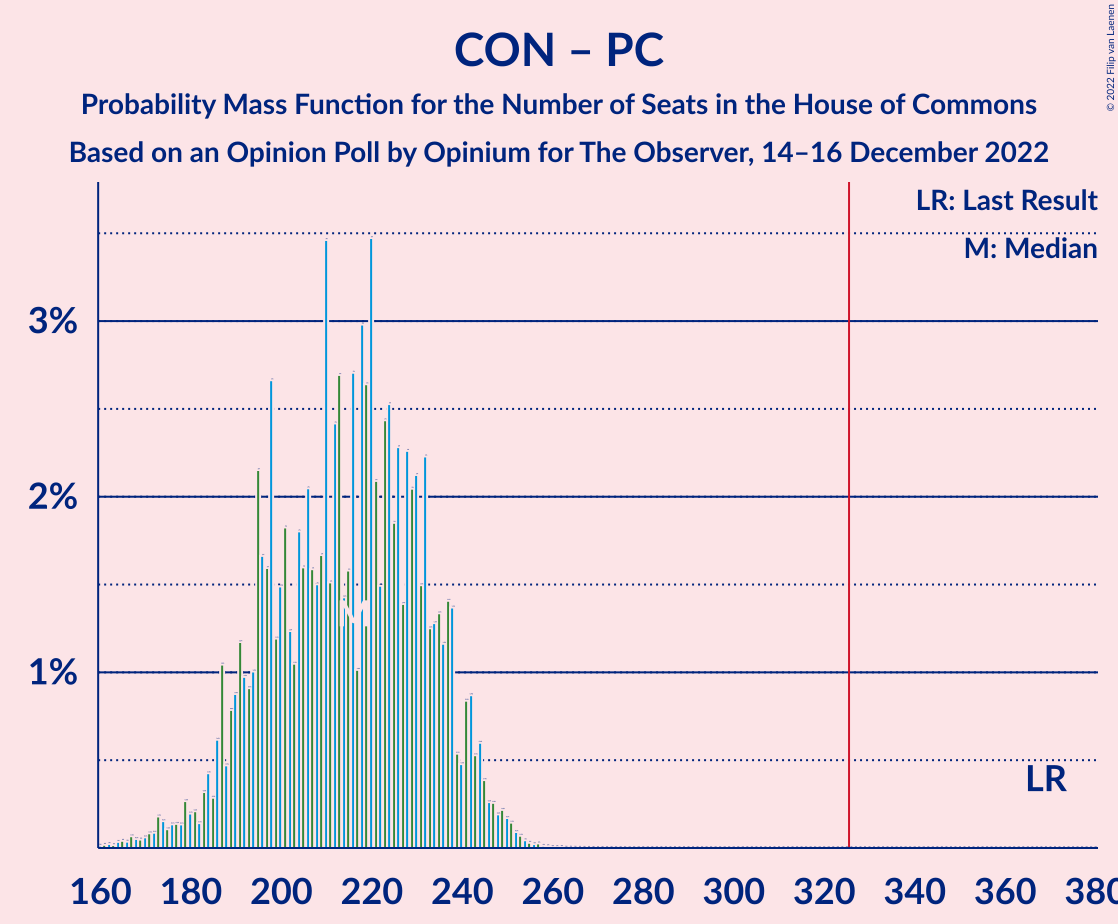 CON – PC
Probability Mass Function for the Number of Seats in the House of Commons
Based on an Opinion Poll by Opinium for The Observer, 14–16 December 2022
© 2022 Filip van Laenen
LR: Last Result
M: Median
3%
2%
1%
LR
160 180 200 220 240 260 280 300 320 340 360 380